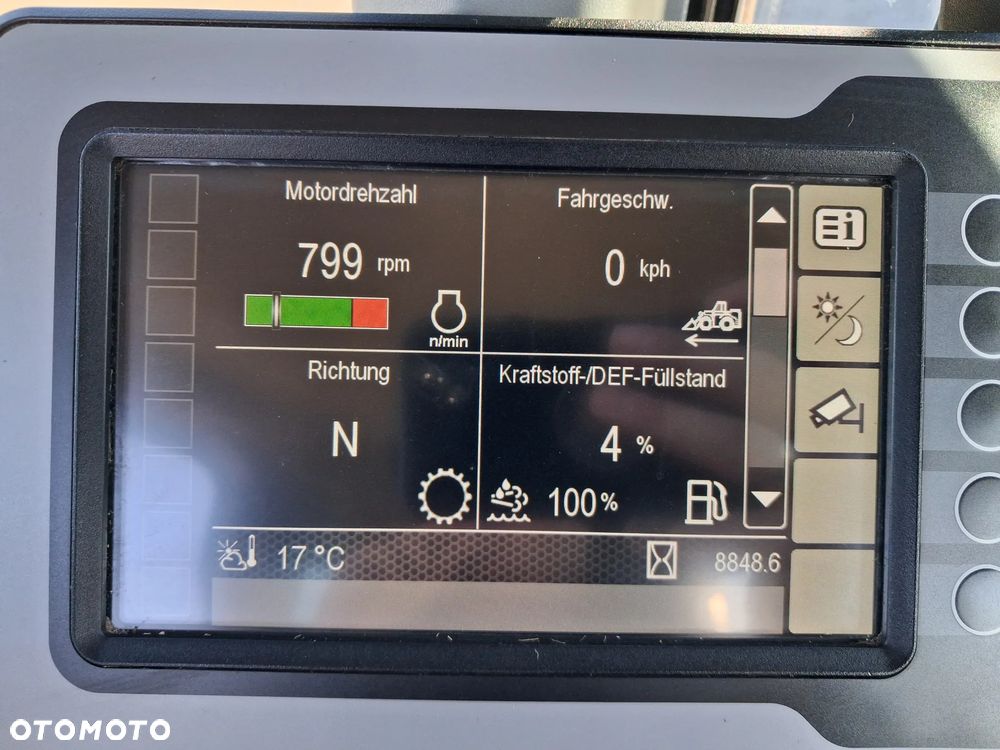 Motordrehzahl
799 rpm
n/min
Fahrgeschw.
0 kph
Richtung
N
Kraftstoff-/DEF-Füllstand
4 %
100%
17 °C
8848.6
OTOMOTO